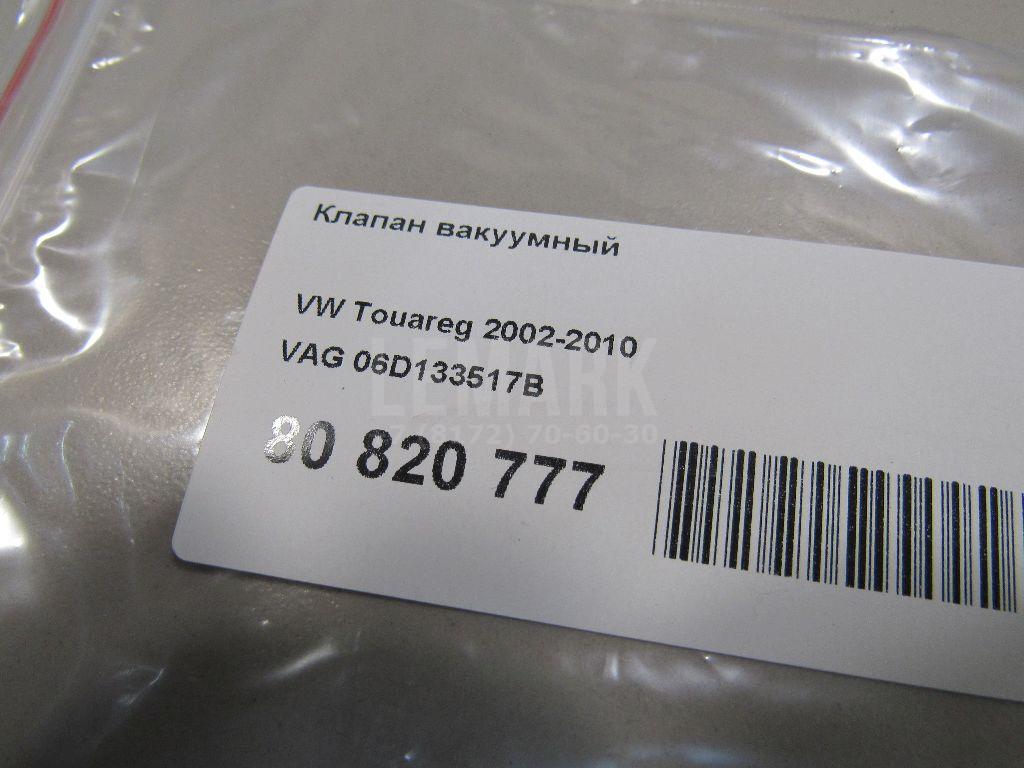 Клапан вакуумный
VW Touareg 2002-2010
VAG 06D133517B
LEMARK
7 (8172) 70-60-30
80 820 777